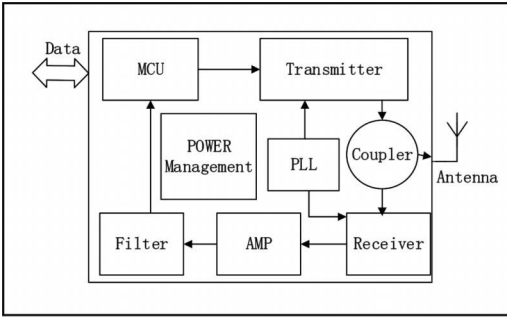 Data
MCU
Transmitter
POWER
Management
PLL
Coupler
Antenna
Filter
AMP
Receiver